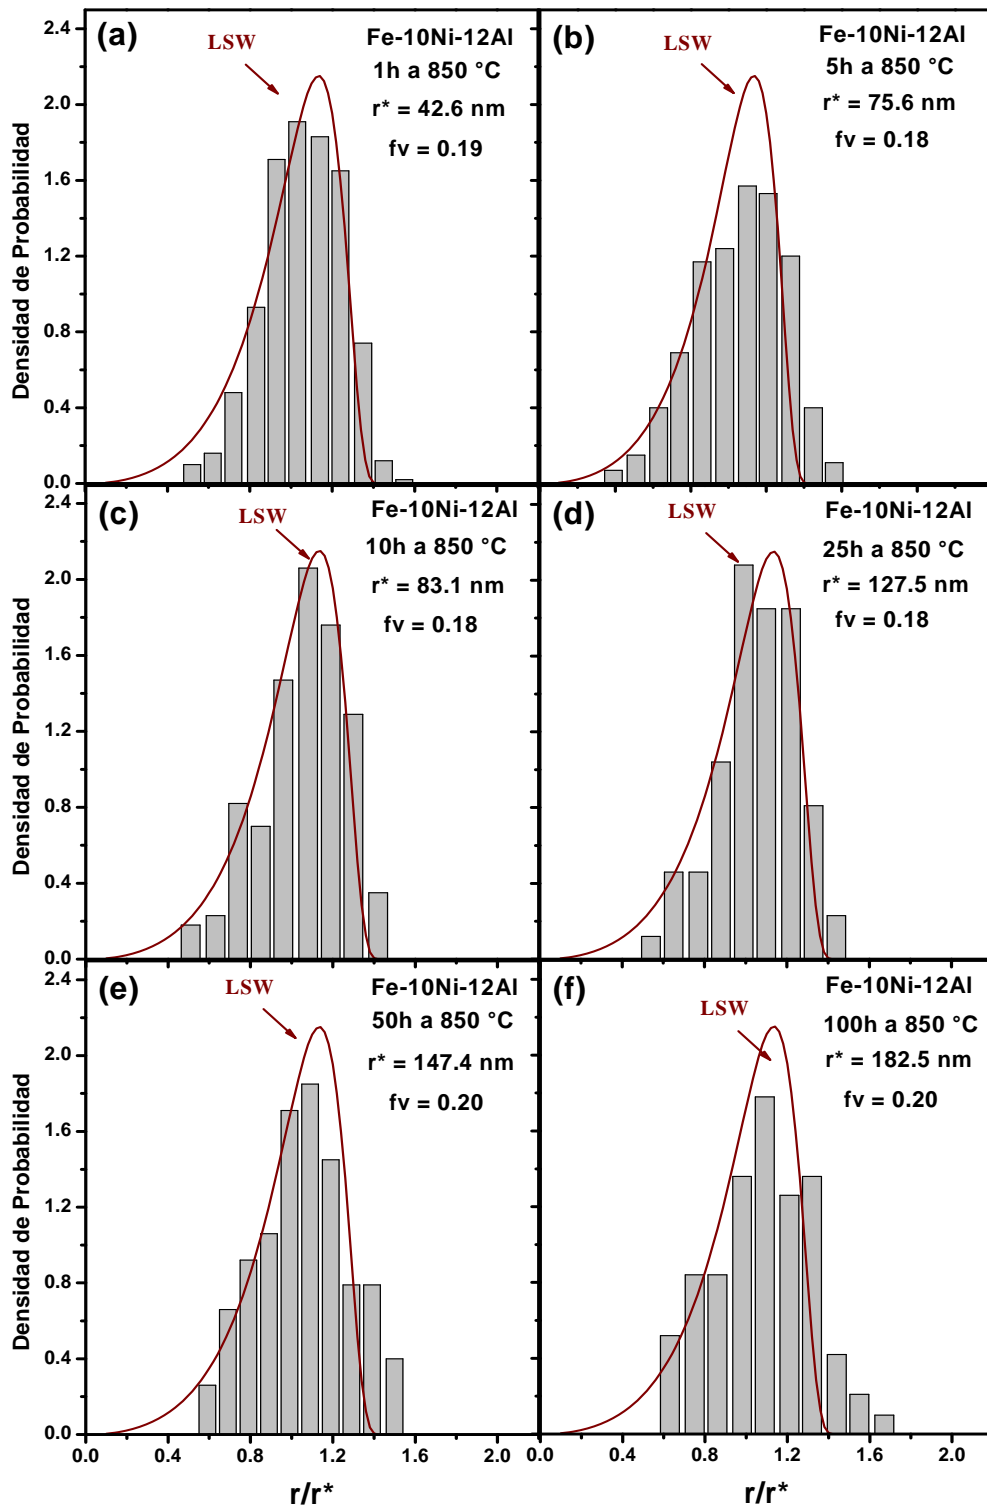 (a)
LSW
Fe-10Ni-12Al
1h a 850 °C
r* = 42.6 nm
fv = 0.19
Densidad de Probabilidad
2.4
2.0
1.6
1.2
0.8
0.4
0.0
(b)
LSW
Fe-10Ni-12Al
5h a 850 °C
r* = 75.6 nm
fv = 0.18
(c)
LSW
Fe-10Ni-12Al
10h a 850 °C
r* = 83.1 nm
fv = 0.18
Densidad de Probabilidad
2.4
2.0
1.6
1.2
0.8
0.4
0.0
(d)
LSW
Fe-10Ni-12Al
25h a 850 °C
r* = 127.5 nm
fv = 0.18
(e)
LSW
Fe-10Ni-12Al
50h a 850 °C
r* = 147.4 nm
fv = 0.20
Densidad de Probabilidad
2.4
2.0
1.6
1.2
0.8
0.4
0.0
0.0 0.4 0.8 1.2 1.6 2.0
r/r*
(f)
LSW
Fe-10Ni-12Al
100h a 850 °C
r* = 182.5 nm
fv = 0.20
0.0 0.4 0.8 1.2 1.6 2.0
r/r*